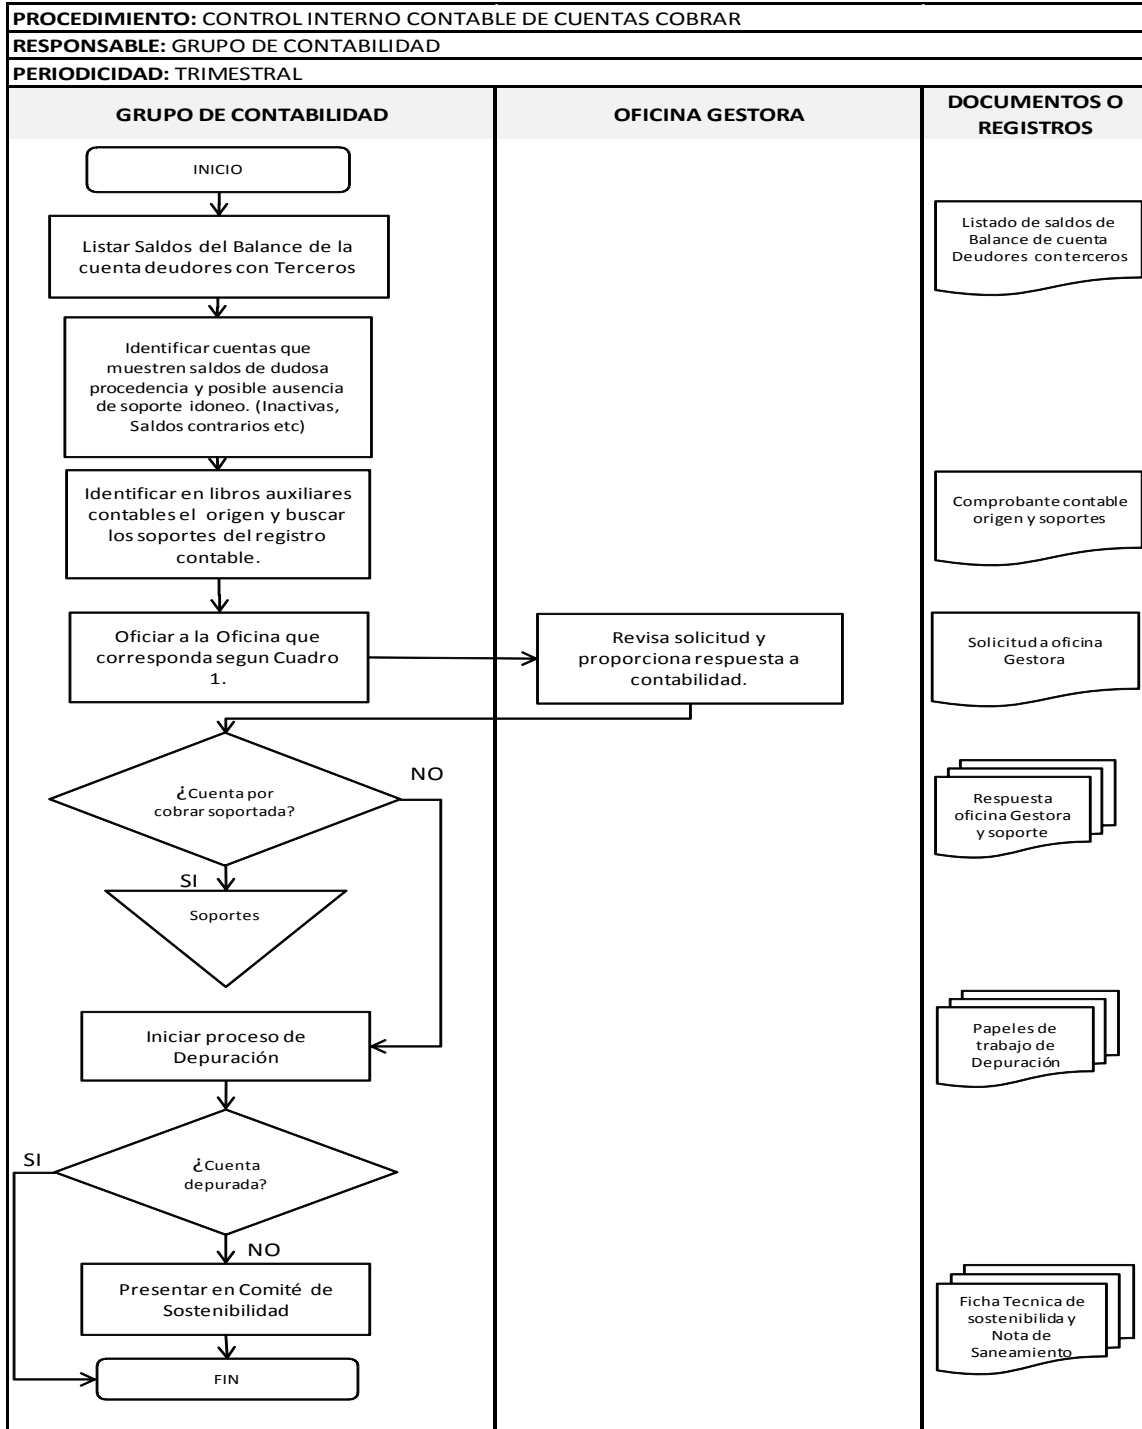 PROCEDIMIENTO: CONTROL INTERNO CONTABLE DE CUENTAS COBRAR
RESPONSABLE: GRUPO DE CONTABILIDAD
PERIODICIDAD: TRIMESTRAL
GRUPO DE CONTABILIDAD
OFICINA GESTORA
DOCUMENTOS O
REGISTROS
INICIO
Listar Saldos del Balance de la
cuenta deudores con Terceros
Listado de saldos de
Balance de cuenta
Deudores con terceros
Identificar cuentas que
muestren saldos de dudosa
procedencia y posible ausencia
de soporte idoneo. (Inactivas,
Saldos contrarios etc)
Identificar en libros auxiliares
contables el origen y buscar
los soportes del registro
contable.
Comprobante contable
origen y soportes
Oficiar a la Oficina que
corresponda segun Cuadro
1.
Revisa solicitud y
proporciona respuesta a
contabilidad.
Solicitud a oficina
Gestora
¿Cuenta por
cobrar soportada?
NO
SI
Respuesta
oficina Gestora
y soporte
Soportes
Iniciar proceso de
Depuración
Papeles de
trabajo de
Depuración
¿Cuenta
depurada?
SI
NO
Presentar en Comité de
Sostenibilidad
Ficha Tecnica de
sostenibilida y
Nota de
Saneamiento
FIN